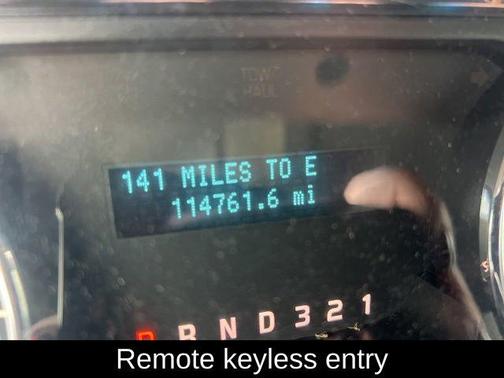 TOW
HAUL
141 MILES TO E
114761.6 mi
P R N D 3 2 1
Remote keyless entry